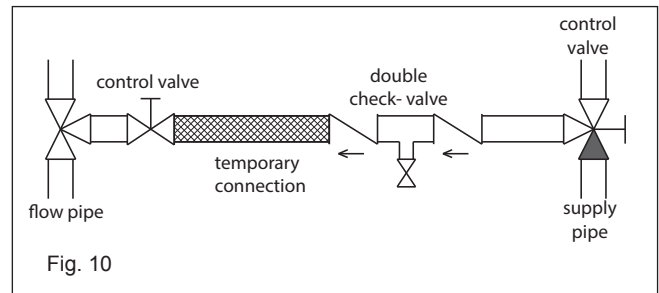 control
valve
control valve
double
check- valve
temporary
connection
flow pipe
supply
pipe
Fig. 10